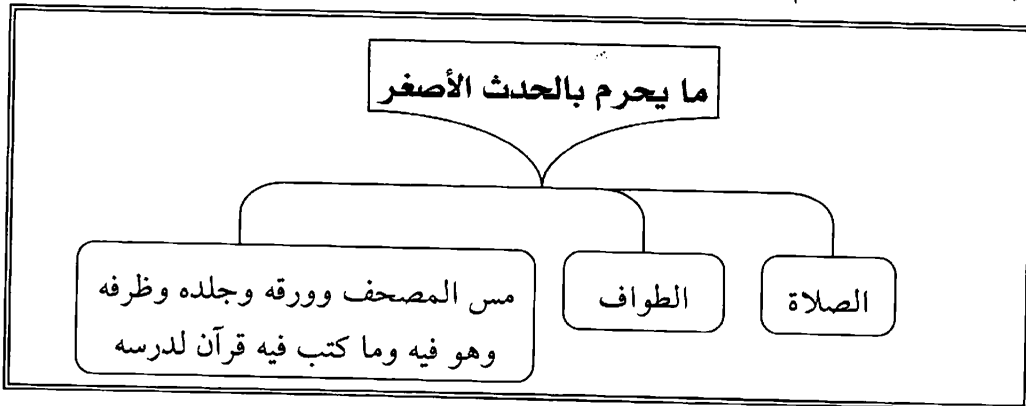 ما يحرم بالحدث الأصغر
الصلاة
الطواف
مس المصحف وورقه وجلده وظرفه
وهو فيه وما كتب فيه قرآن لدرسه